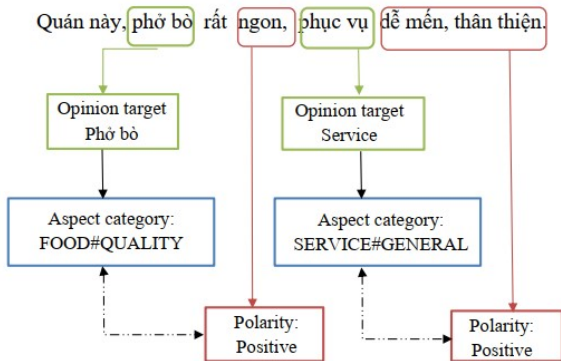 Quán này, phở bò rất ngon, phục vụ dễ mến, thân thiện.
Opinion target
Phở bò
Opinion target
Service
Aspect category:
FOOD#QUALITY
Aspect category:
SERVICE#GENERAL
Polarity:
Positive
Polarity:
Positive